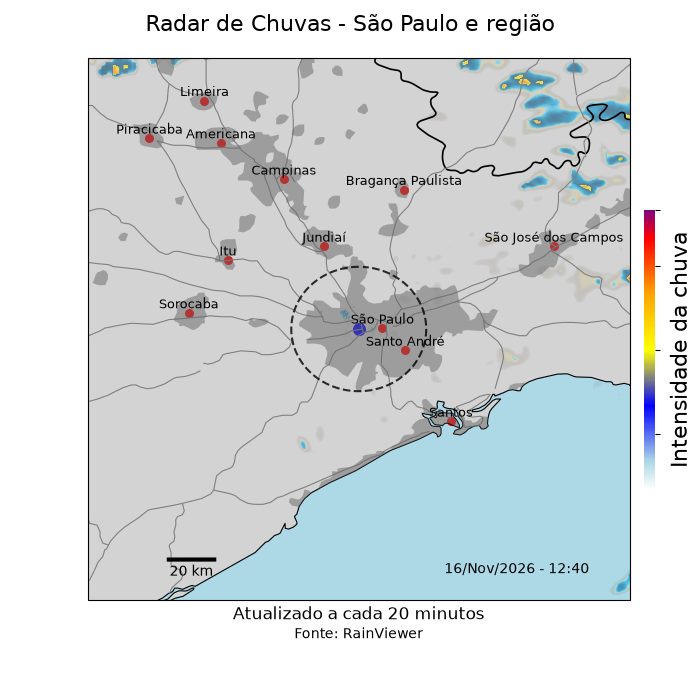 Radar de Chuvas - São Paulo e região
Limeira
Piracicaba
Americana
Campinas
Bragança Paulista
Jundiaí
São José dos Campos
Itu
Sorocaba
São Paulo
Santo André
Santos
Intensidade da chuva
20 km
16/Nov/2026 - 12:40
Atualizado a cada 20 minutos
Fonte: RainViewer